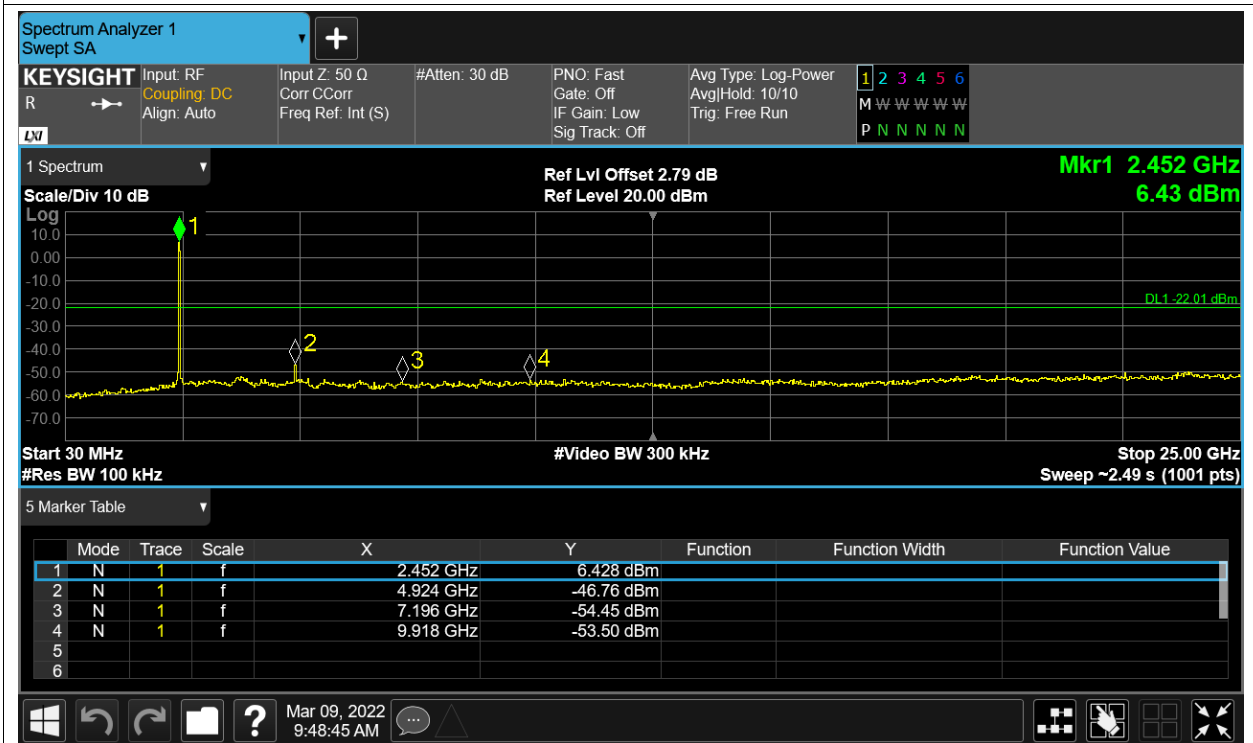 Spectrum Analyzer 1
Swept SA
KEYSIGHT
R
LXI
Input: RF
Coupling: DC
Align: Auto
Input Z: 50 Ω
Corr CCorr
Freq Ref: Int (S)
#Atten: 30 dB
PNO: Fast
Gate: Off
IF Gain: Low
Sig Track: Off
Avg Type: Log-Power
Avg|Hold: 10/10
Trig: Free Run
1 2 3 4 5 6
M W W W W W
P N N N N N
1 Spectrum
Scale/Div 10 dB
Ref Lvl Offset 2.79 dB
Ref Level 20.00 dBm
Mkr1 2.452 GHz
6.43 dBm
Log
10.0
0.00
-10.0
-20.0
-30.0
-40.0
-50.0
-60.0
-70.0
1
2
3
4
DL1 -22.01 dBm
Start 30 MHz
#Res BW 100 kHz
#Video BW 300 kHz
Stop 25.00 GHz
Sweep ~2.49 s (1001 pts)
5 Marker Table
Mode Trace Scale X Y Function Function Width Function Value
1 N 1 f 2.452 GHz 6.428 dBm
2 N 1 f 4.924 GHz -46.76 dBm
3 N 1 f 7.196 GHz -54.45 dBm
4 N 1 f 9.918 GHz -53.50 dBm
5
6
?
Mar 09, 2022
9:48:45 AM